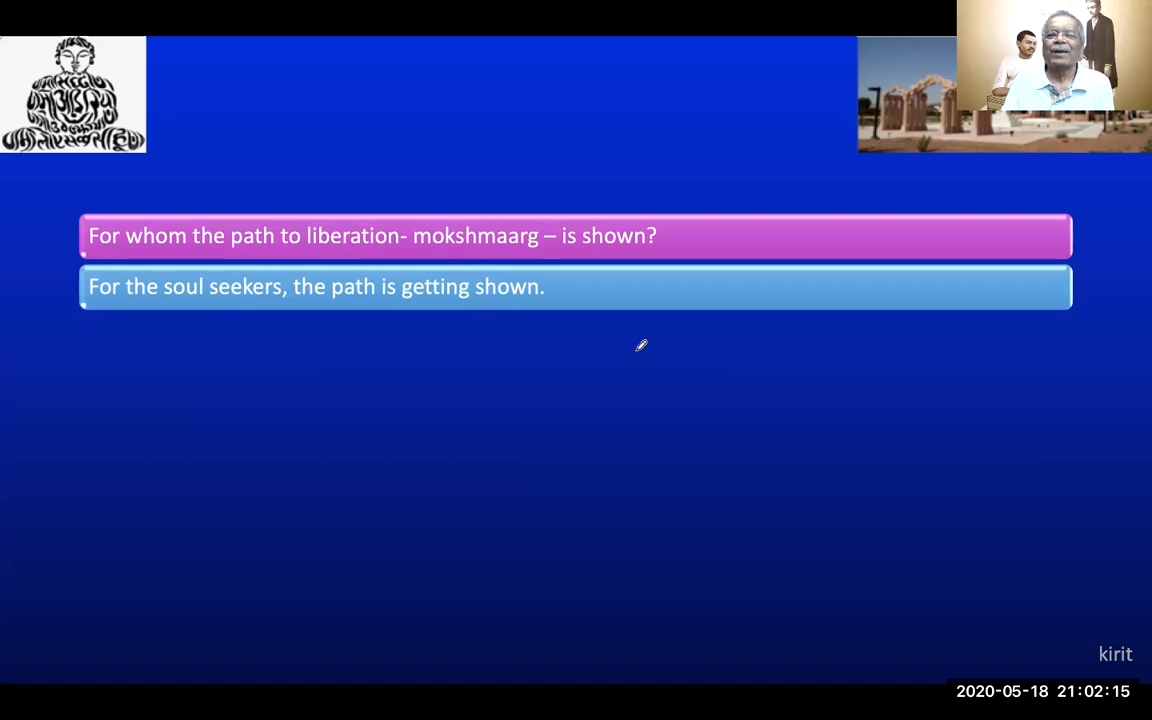 For whom the path to liberation- mokshmaarg – is shown?
For the soul seekers, the path is getting shown.
kirit
2020-05-18 21:02:15